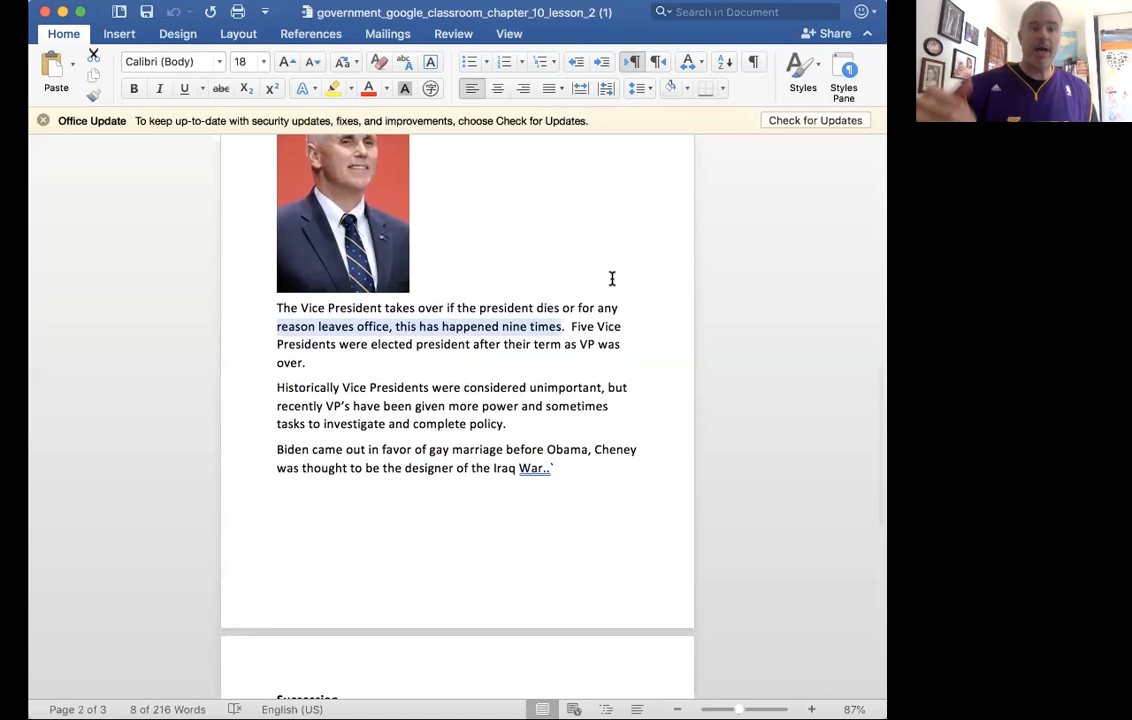 government_google_classroom_chapter_10_lesson_2 (1)
Search in Document
Home Insert Design Layout References Mailings Review View
Share
Paste
Calibri (Body) 18
Aa
abc
A
B I U abc X₂ X²
A A A
Styles
Styles Pane
Office Update To keep up-to-date with security updates, fixes, and improvements, choose Check for Updates.
Check for Updates
The Vice President takes over if the president dies or for any
reason leaves office, this has happened nine times. Five Vice
Presidents were elected president after their term as VP was
over.
Historically Vice Presidents were considered unimportant, but
recently VP's have been given more power and sometimes
tasks to investigate and complete policy.
Biden came out in favor of gay marriage before Obama, Cheney
was thought to be the designer of the Iraq War..`
Succession
Page 2 of 3 8 of 216 Words English (US) 87%